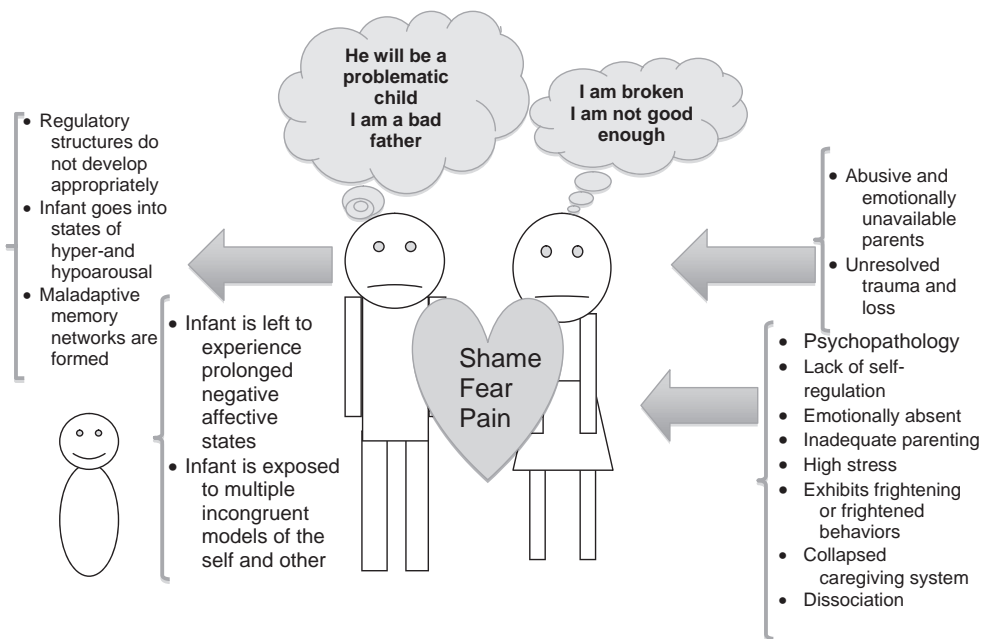 He will be a
problematic
child
I am a bad
father
I am broken
I am not good
enough
• Regulatory
structures do
not develop
appropriately
• Infant goes into
states of
hyper-and
hypoarousal
• Maladaptive
memory
networks are
formed
• Infant is left to
experience
prolonged
negative
affective
states
• Infant is exposed
to multiple
incongruent
models of the
self and other
Shame
Fear
Pain
• Abusive and
emotionally
unavailable
parents
• Unresolved
trauma and
loss
• Psychopathology
• Lack of self-
regulation
• Emotionally absent
• Inadequate parenting
• High stress
• Exhibits frightening
or frightened
behaviors
• Collapsed
caregiving system
• Dissociation